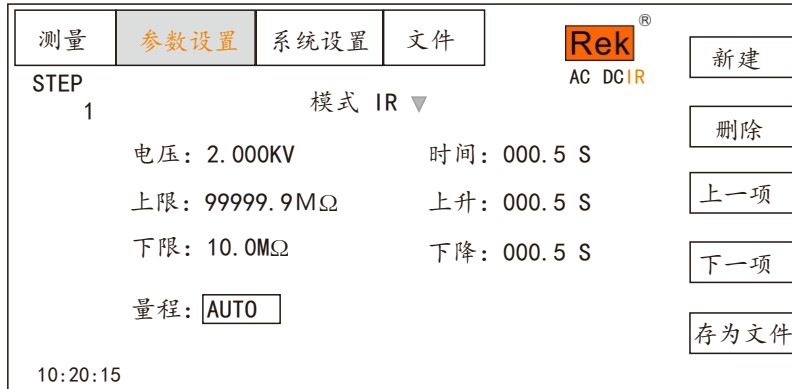 测量 参数设置 系统设置 文件 Rek® 新建
STEP AC DCIR
1 模式 IR ▼ 删除
电压: 2.000KV 时间: 000.5 S
上限: 99999.9MΩ 上升: 000.5 S 上一项
下限: 10.0MΩ 下降: 000.5 S 下一项
量程: AUTO
存为文件
10:20:15